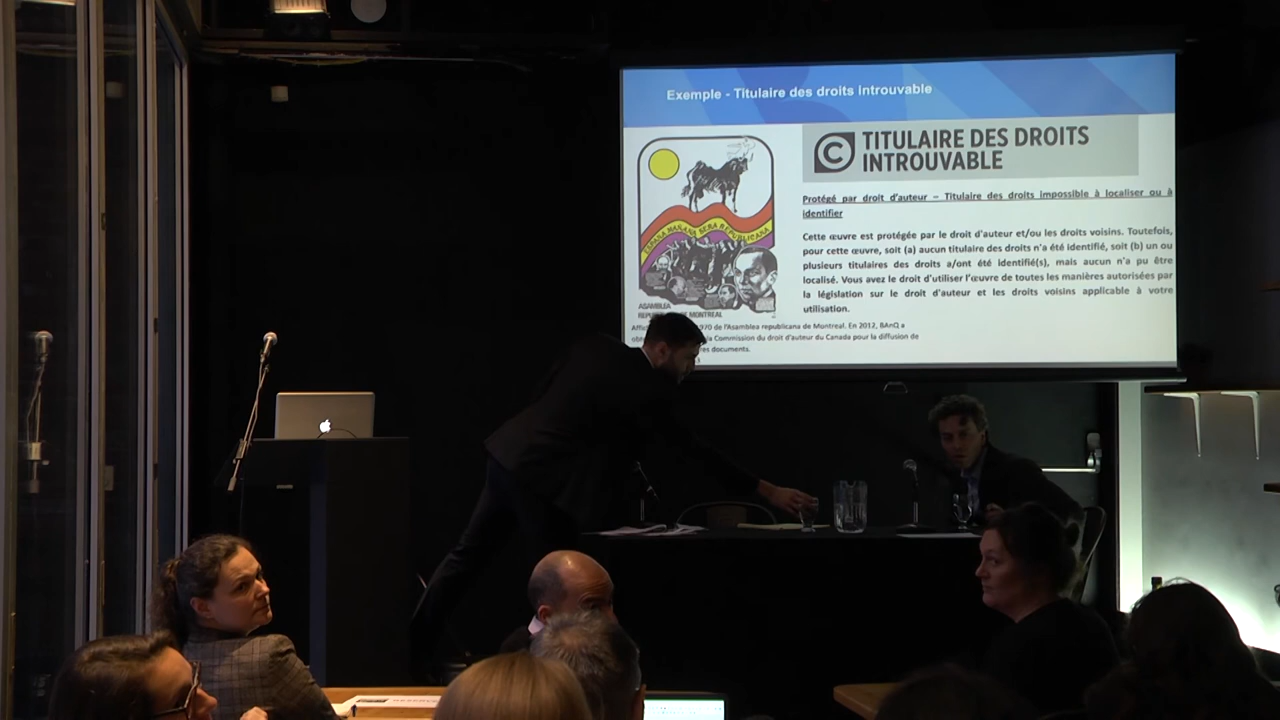 Exemple - Titulaire des droits introuvable
TITULAIRE DES DROITS
INTROUVABLE
Protégé par droit d'auteur – Titulaire des droits impossible à localiser ou à
identifier
Cette œuvre est protégée par le droit d'auteur et/ou les droits voisins. Toutefois,
pour cette œuvre, soit (a) aucun titulaire des droits n'a été identifié, soit (b) un ou
plusieurs titulaires des droits a/ont été identifié(s), mais aucun n'a pu être
localisé. Vous avez le droit d'utiliser l'œuvre de toutes les manières autorisées par
la législation sur le droit d'auteur et les droits voisins applicable à votre
utilisation.
ESPAÑA MAÑANA SERA REPUBLICANA
ASAMBLEA
DE MONTREAL
970 de l'Asamblea republicana de Montreal. En 2012, BAnQ a
la Commission du droit d'auteur du Canada pour la diffusion de
documents.